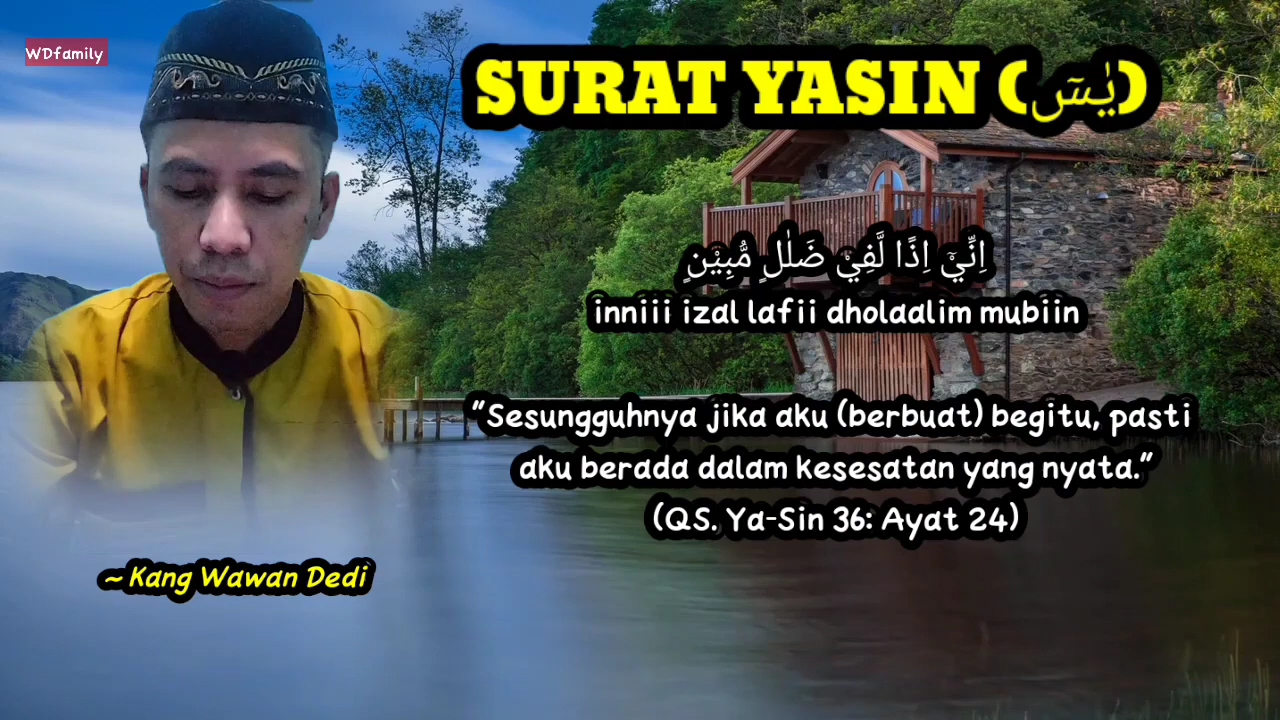 WDfamily
SURAT YASIN (يٰسۤ)
اِنِّيْٓ اِذًا لَّفِيْ ضَلٰلٍ مُّبِيْنٍ
inniii izal lafii dholaalim mubiin
"Sesungguhnya jika aku (berbuat) begitu, pasti
aku berada dalam kesesatan yang nyata."
(QS. Ya-Sin 36: Ayat 24)
~ Kang Wawan Dedi